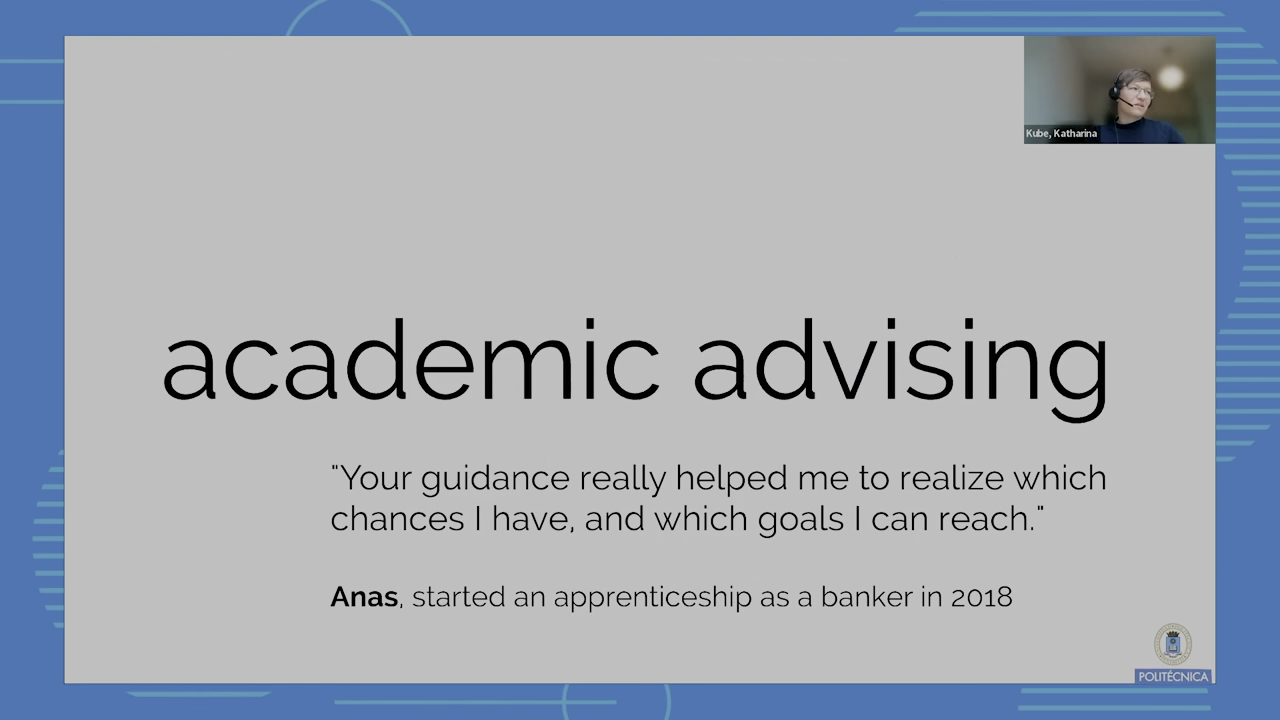 Kube, Katharina
academic advising
"Your guidance really helped me to realize which
chances I have, and which goals I can reach."
Anas, started an apprenticeship as a banker in 2018
POLITÉCNICA